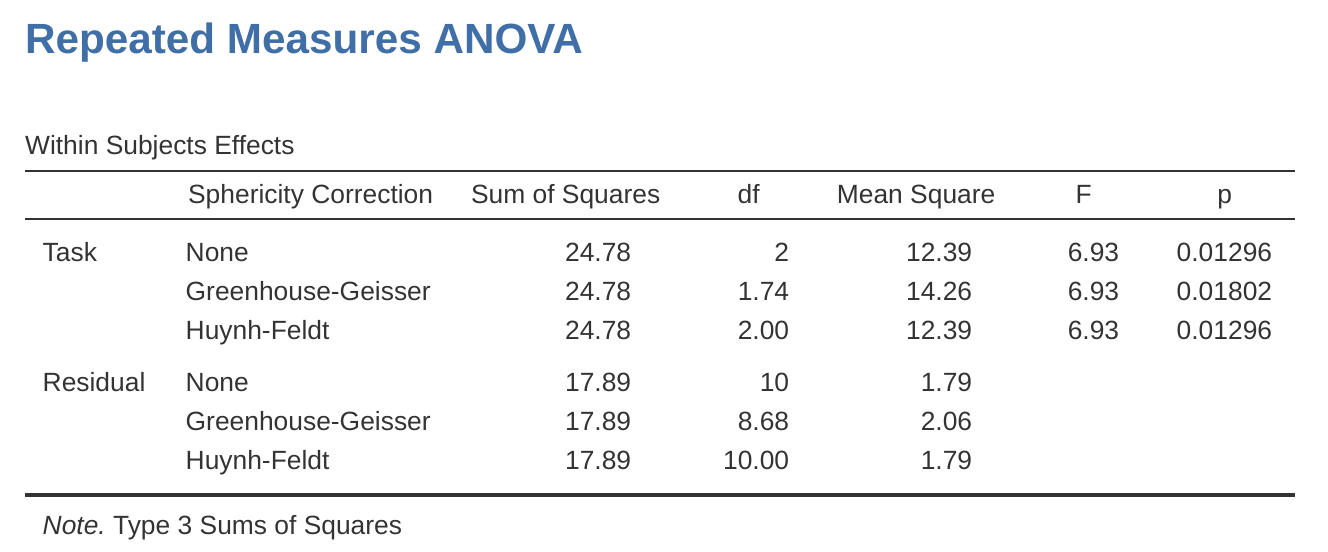 Repeated Measures ANOVA
Within Subjects Effects
Sphericity Correction Sum of Squares df Mean Square F p
Task None 24.78 2 12.39 6.93 0.01296
Greenhouse-Geisser 24.78 1.74 14.26 6.93 0.01802
Huynh-Feldt 24.78 2.00 12.39 6.93 0.01296
Residual None 17.89 10 1.79
Greenhouse-Geisser 17.89 8.68 2.06
Huynh-Feldt 17.89 10.00 1.79
Note. Type 3 Sums of Squares